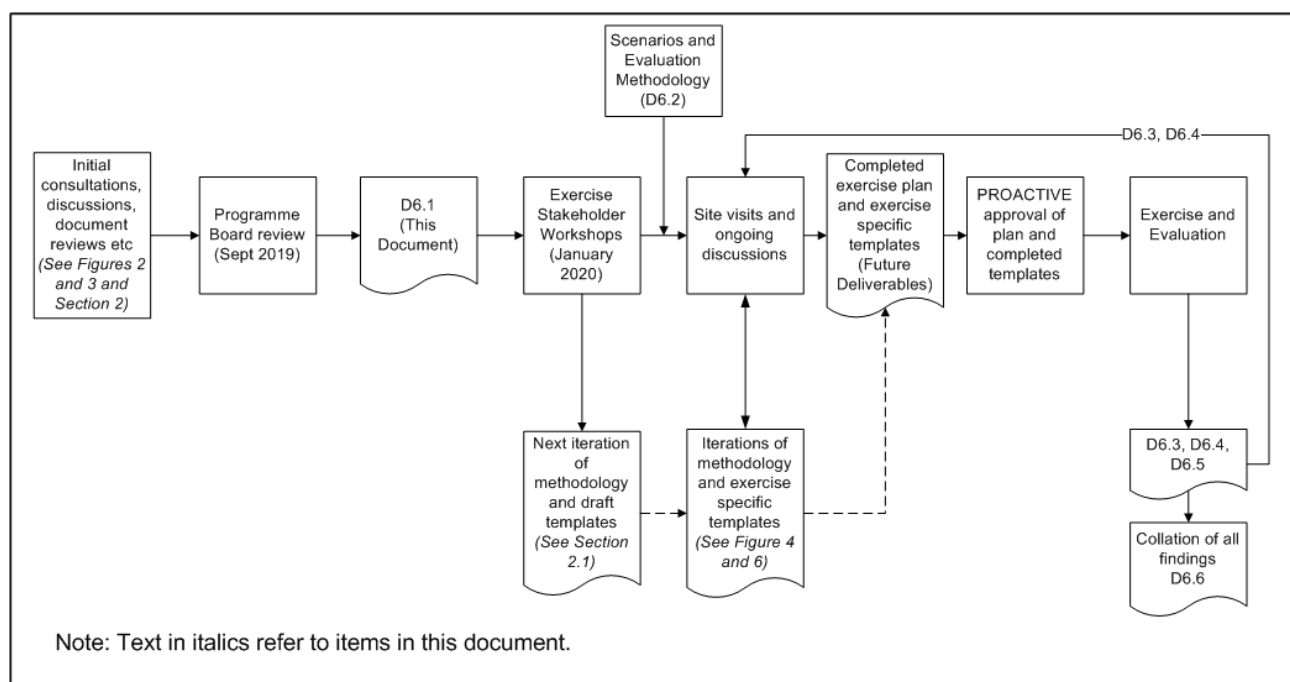 Scenarios and
Evaluation
Methodology
(D6.2)
D6.3, D6.4
Initial
consultations,
discussions,
document
reviews etc
(See Figures 2
and 3 and
Section 2)
Programme
Board review
(Sept 2019)
D6.1
(This
Document)
Exercise
Stakeholder
Workshops
(January
2020)
Site visits and
ongoing
discussions
Completed
exercise plan
and exercise
specific
templates
(Future
Deliverables)
PROACTIVE
approval of
plan and
completed
templates
Exercise and
Evaluation
Next iteration
of
methodology
and draft
templates
(See Section
2.1)
Iterations of
methodology
and exercise
specific
templates
(See Figure 4
and 6)
D6.3, D6.4,
D6.5
Collation of all
findings
D6.6
Note: Text in italics refer to items in this document.